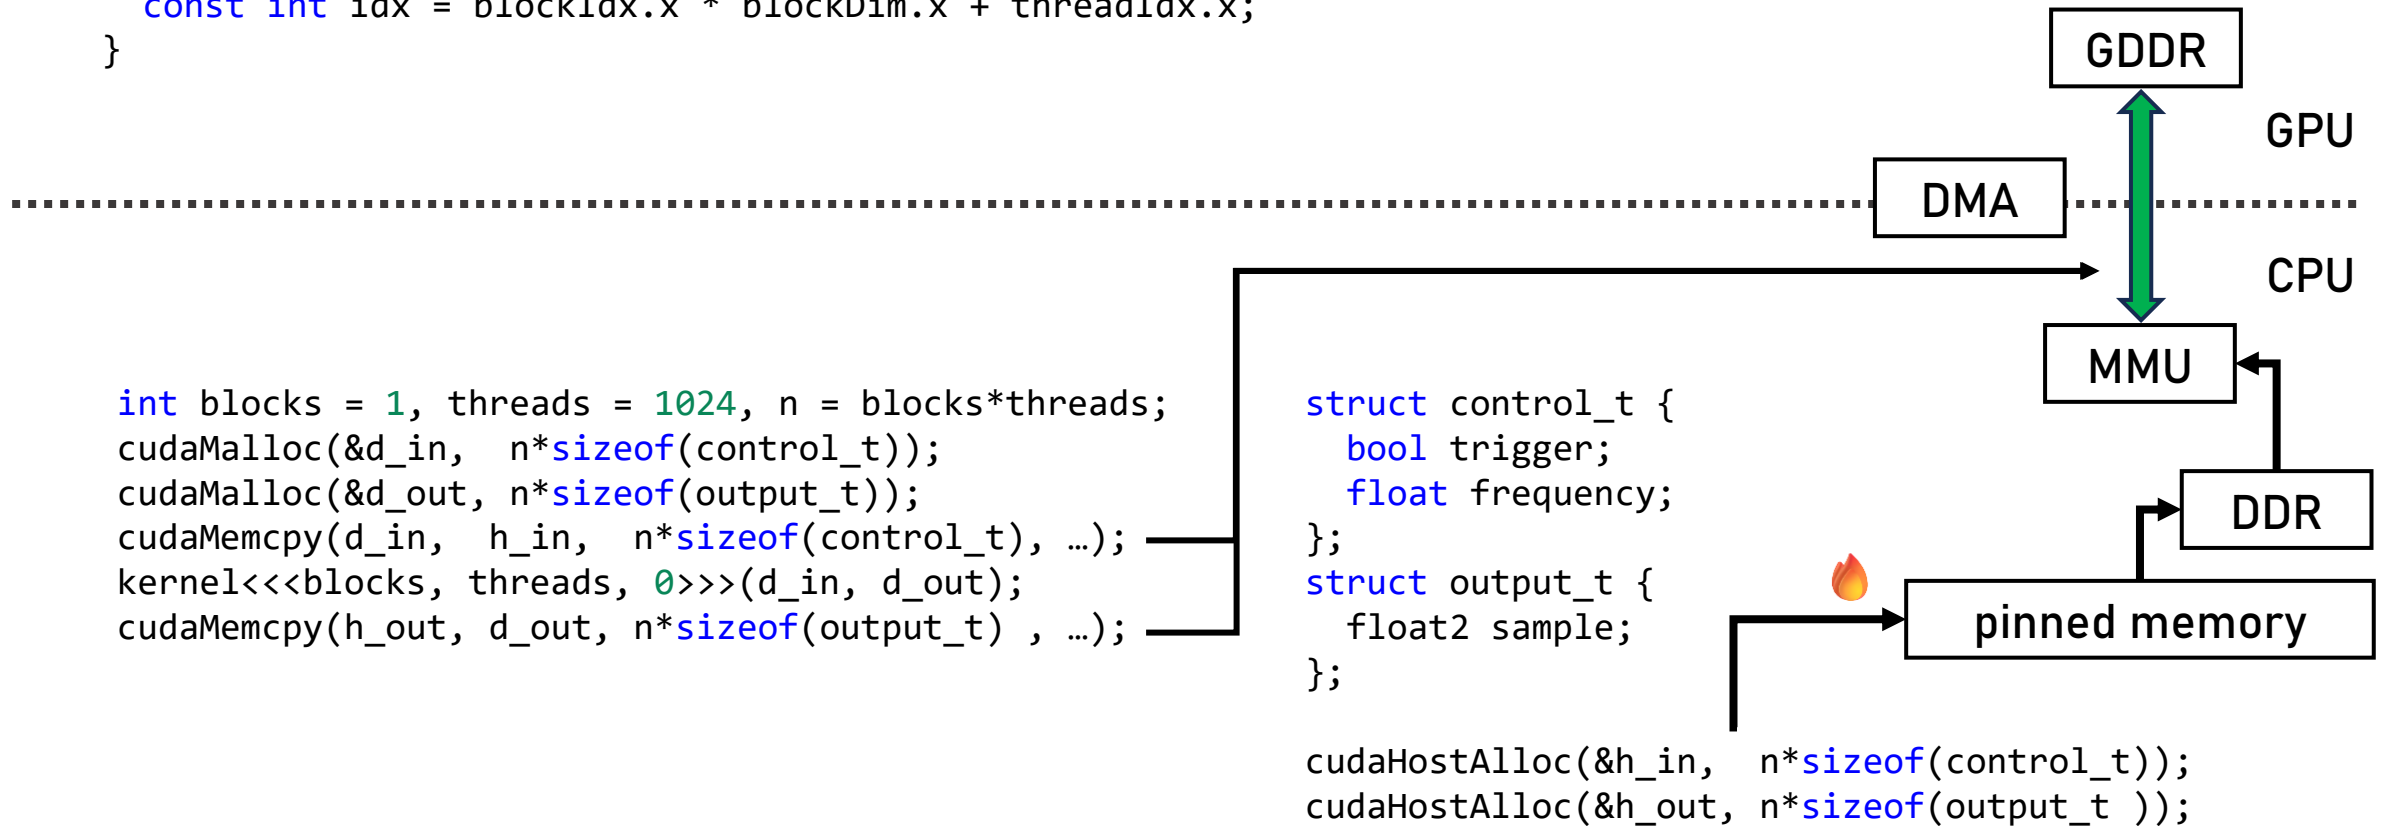 const int idx = blockIdx.x * blockDim.x + threadIdx.x;
}
GDDR
GPU
DMA
CPU
MMU
int blocks = 1, threads = 1024, n = blocks*threads;
cudaMalloc(&d_in,  n*sizeof(control_t));
cudaMalloc(&d_out, n*sizeof(output_t));
cudaMemcpy(d_in,  h_in,  n*sizeof(control_t), …);
kernel<<<blocks, threads, 0>>>(d_in, d_out);
cudaMemcpy(h_out, d_out, n*sizeof(output_t) , …);
struct control_t {
  bool trigger;
  float frequency;
};
struct output_t {
  float2 sample;
};
DDR
pinned memory
cudaHostAlloc(&h_in,  n*sizeof(control_t));
cudaHostAlloc(&h_out, n*sizeof(output_t ));